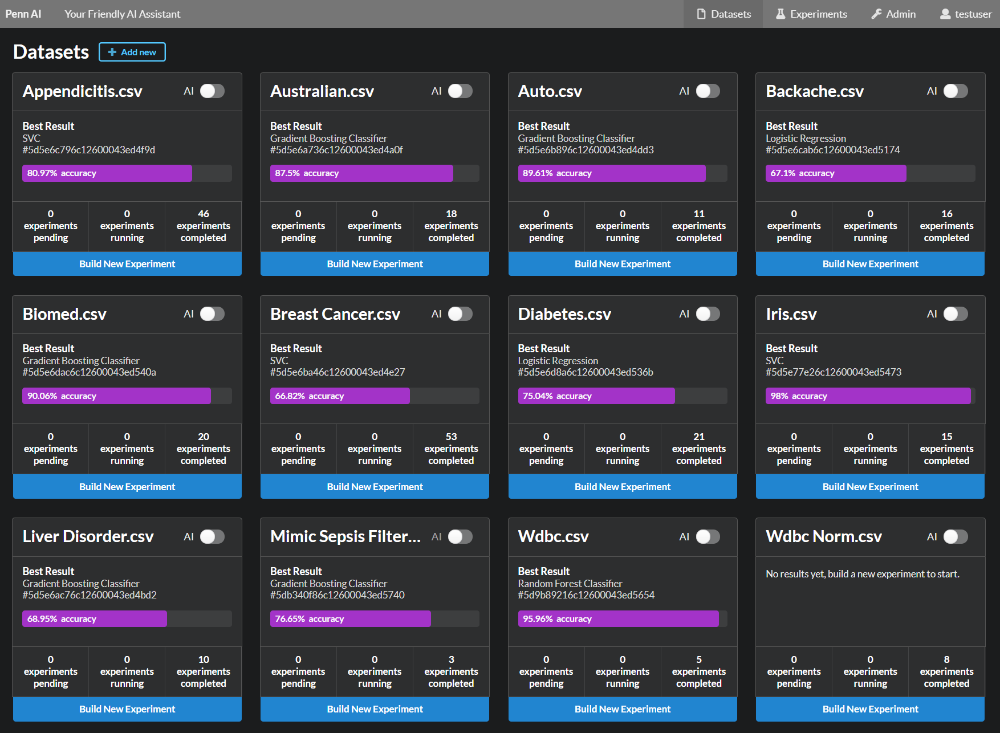 Penn AI Your Friendly AI Assistant Datasets Experiments Admin testuser
Datasets Add new
Appendicitis.csv AI
Best Result
SVC
#5d5e6c796c12600043ed4f9d
80.97% accuracy
0 experiments pending
0 experiments running
46 experiments completed
Build New Experiment
Australian.csv AI
Best Result
Gradient Boosting Classifier
#5d5e6a736c12600043ed4a0f
87.5% accuracy
0 experiments pending
0 experiments running
18 experiments completed
Build New Experiment
Auto.csv AI
Best Result
Gradient Boosting Classifier
#5d5e6b896c12600043ed4dd3
89.61% accuracy
0 experiments pending
0 experiments running
11 experiments completed
Build New Experiment
Backache.csv AI
Best Result
Logistic Regression
#5d5e6cab6c12600043ed5174
67.1% accuracy
0 experiments pending
0 experiments running
16 experiments completed
Build New Experiment
Biomed.csv AI
Best Result
Gradient Boosting Classifier
#5d5e6dac6c12600043ed540a
90.06% accuracy
0 experiments pending
0 experiments running
20 experiments completed
Build New Experiment
Breast Cancer.csv AI
Best Result
SVC
#5d5e6ba46c12600043ed4e27
66.82% accuracy
0 experiments pending
0 experiments running
53 experiments completed
Build New Experiment
Diabetes.csv AI
Best Result
Logistic Regression
#5d5e6d8a6c12600043ed536b
75.04% accuracy
0 experiments pending
0 experiments running
21 experiments completed
Build New Experiment
Iris.csv AI
Best Result
SVC
#5d5e77e26c12600043ed5473
98% accuracy
0 experiments pending
0 experiments running
15 experiments completed
Build New Experiment
Liver Disorder.csv AI
Best Result
Gradient Boosting Classifier
#5d5e6ac76c12600043ed4bd2
68.95% accuracy
0 experiments pending
0 experiments running
10 experiments completed
Build New Experiment
Mimic Sepsis Filter... AI
Best Result
Gradient Boosting Classifier
#5db340f86c12600043ed5740
76.65% accuracy
0 experiments pending
0 experiments running
3 experiments completed
Build New Experiment
Wdbc.csv AI
Best Result
Random Forest Classifier
#5d9b89216c12600043ed5654
95.96% accuracy
0 experiments pending
0 experiments running
5 experiments completed
Build New Experiment
Wdbc Norm.csv AI
No results yet, build a new experiment to start.
0 experiments pending
0 experiments running
8 experiments completed
Build New Experiment